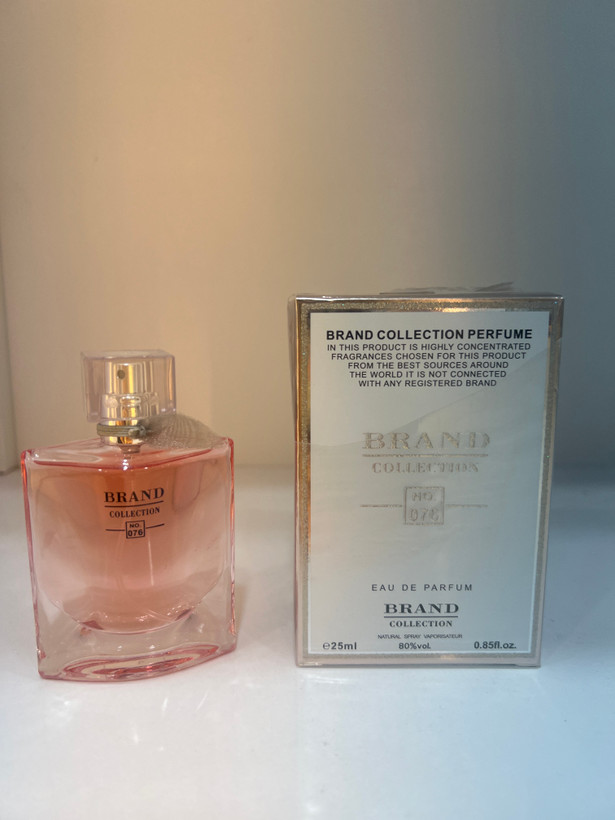 BRAND
COLLECTION
NO.
076
BRAND COLLECTION PERFUME
IN THIS PRODUCT IS HIGHLY CONCENTRATED
FRAGRANCES CHOSEN FOR THIS PRODUCT
FROM THE BEST SOURCES AROUND
THE WORLD IT IS NOT CONNECTED
WITH ANY REGISTERED BRAND
BRAND
COLLECTION
NO.
076
EAU DE PARFUM
BRAND
COLLECTION
NATURAL SPRAY VAPORISATEUR
℮25ml 80%vol. 0.85fl.oz.